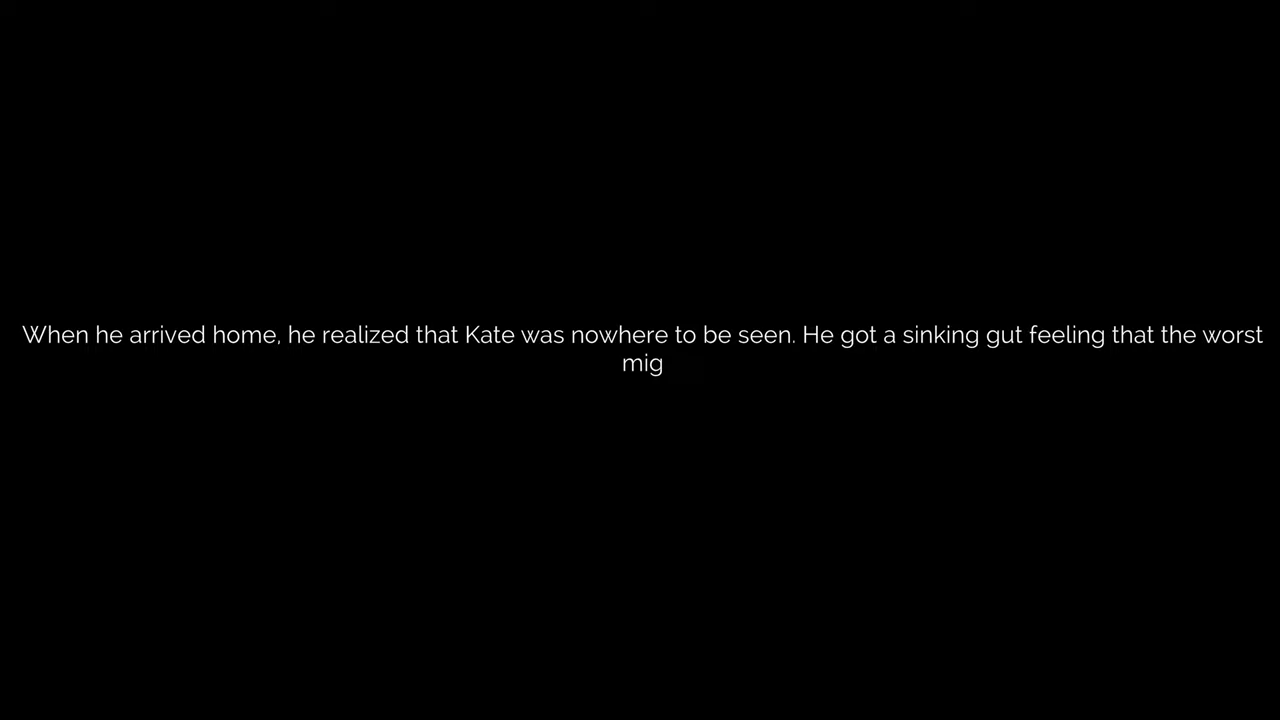 When he arrived home, he realized that Kate was nowhere to be seen. He got a sinking gut feeling that the worst
mig